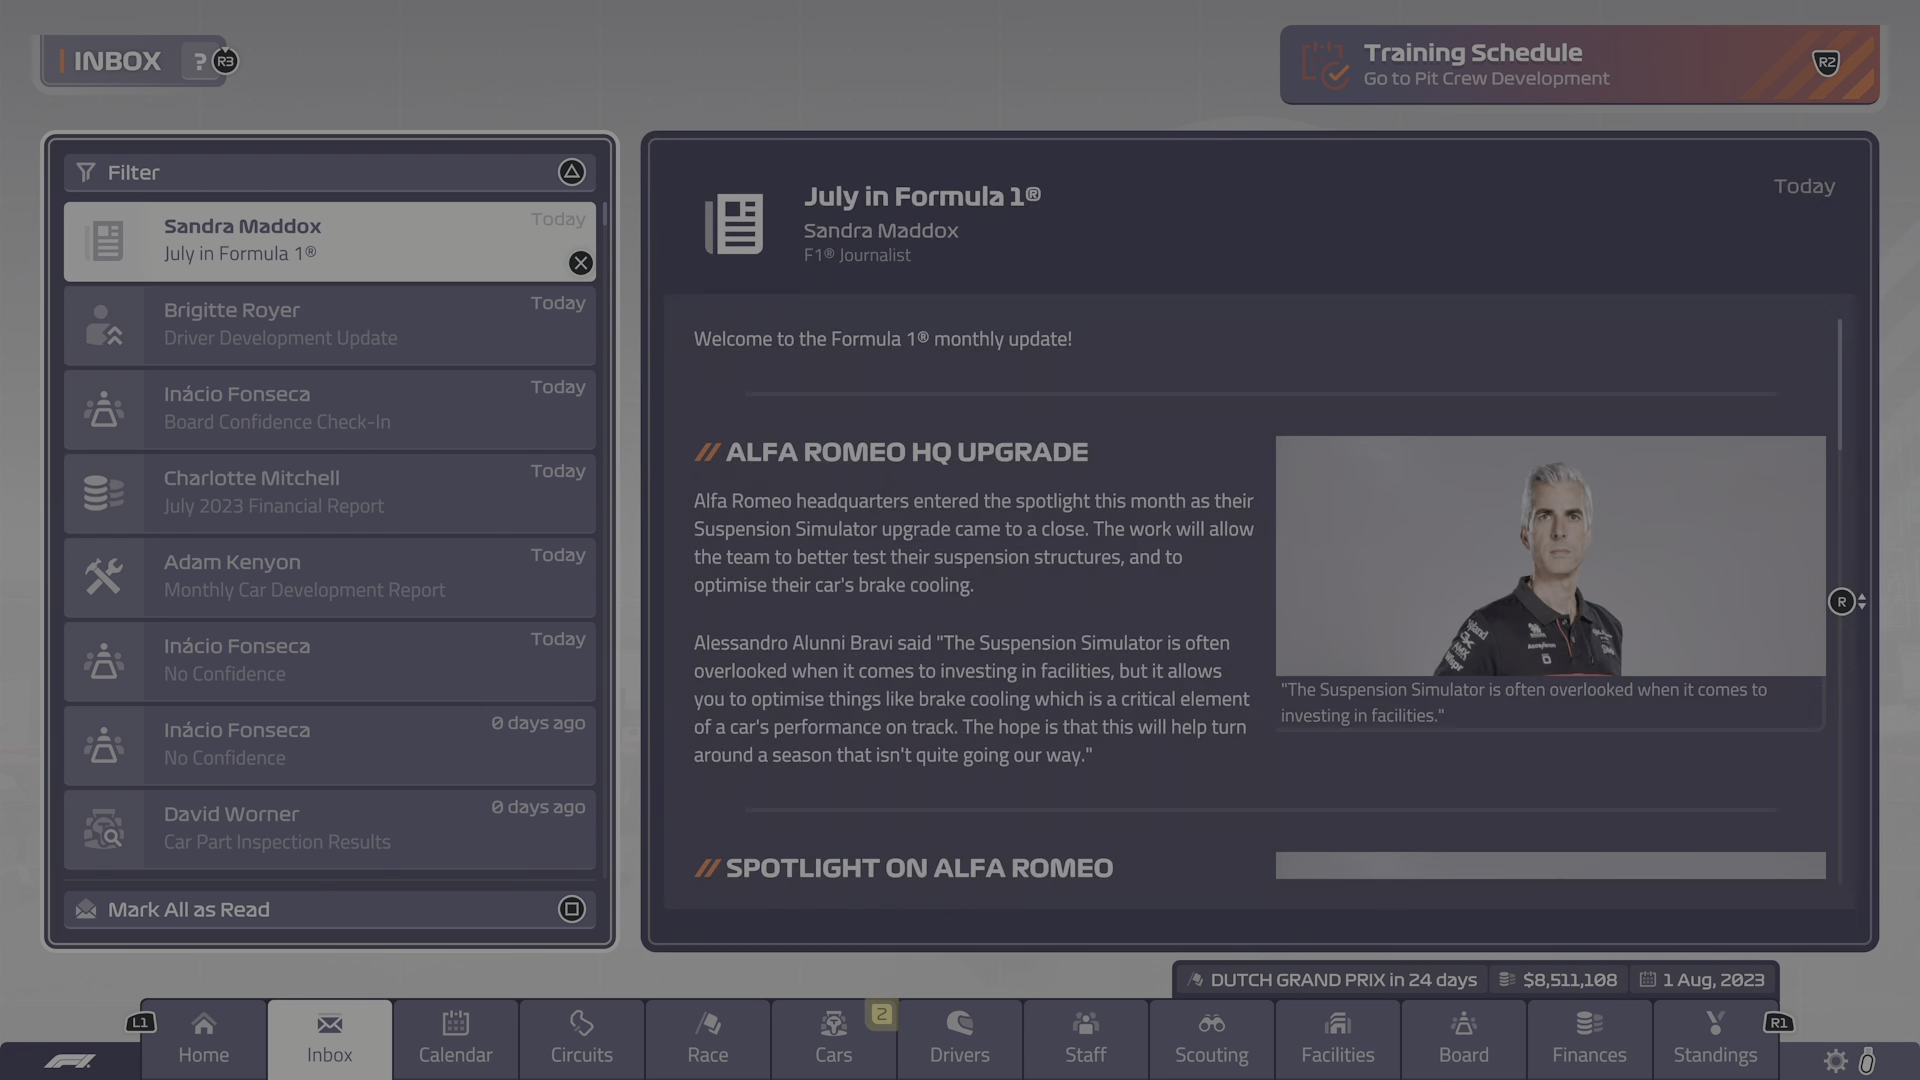 INBOX
?
R3
Training Schedule
Go to Pit Crew Development
R2
Filter
Sandra Maddox
Today
July in Formula 1®
Brigitte Royer
Today
Driver Development Update
Inácio Fonseca
Today
Board Confidence Check-In
Charlotte Mitchell
Today
July 2023 Financial Report
Adam Kenyon
Today
Monthly Car Development Report
Inácio Fonseca
Today
No Confidence
Inácio Fonseca
0 days ago
No Confidence
David Worner
0 days ago
Car Part Inspection Results
Mark All as Read
July in Formula 1®
Today
Sandra Maddox
F1® Journalist
Welcome to the Formula 1® monthly update!
// ALFA ROMEO HQ UPGRADE
Alfa Romeo headquarters entered the spotlight this month as their
Suspension Simulator upgrade came to a close. The work will allow
the team to better test their suspension structures, and to
optimise their car's brake cooling.
Alessandro Alunni Bravi said "The Suspension Simulator is often
overlooked when it comes to investing in facilities, but it allows
you to optimise things like brake cooling which is a critical element
of a car's performance on track. The hope is that this will help turn
around a season that isn't quite going our way."
"The Suspension Simulator is often overlooked when it comes to
investing in facilities."
R
// SPOTLIGHT ON ALFA ROMEO
DUTCH GRAND PRIX in 24 days
$8,511,108
1 Aug, 2023
L1
Home
Inbox
Calendar
Circuits
Race
2
Cars
Drivers
Staff
Scouting
Facilities
Board
Finances
Standings
R1